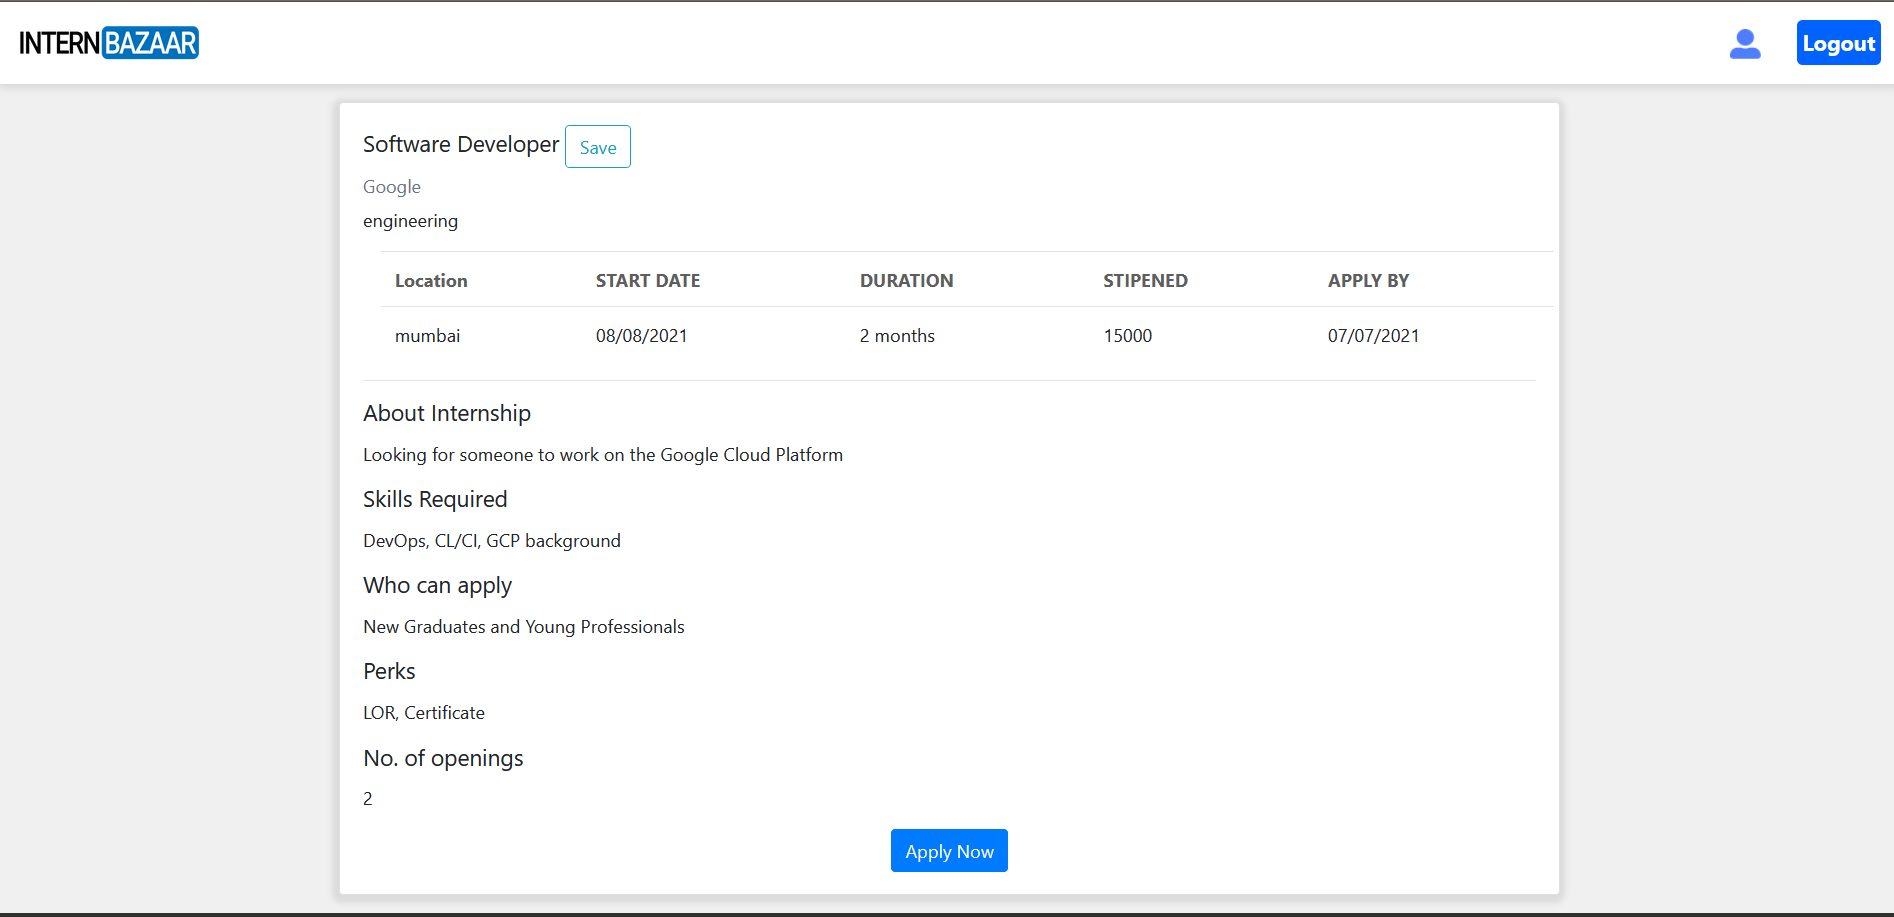 INTERNBAZAAR
Logout
Software Developer Save
Google
engineering
Location START DATE DURATION STIPENED APPLY BY
mumbai 08/08/2021 2 months 15000 07/07/2021
About Internship
Looking for someone to work on the Google Cloud Platform
Skills Required
DevOps, CL/CI, GCP background
Who can apply
New Graduates and Young Professionals
Perks
LOR, Certificate
No. of openings
2
Apply Now